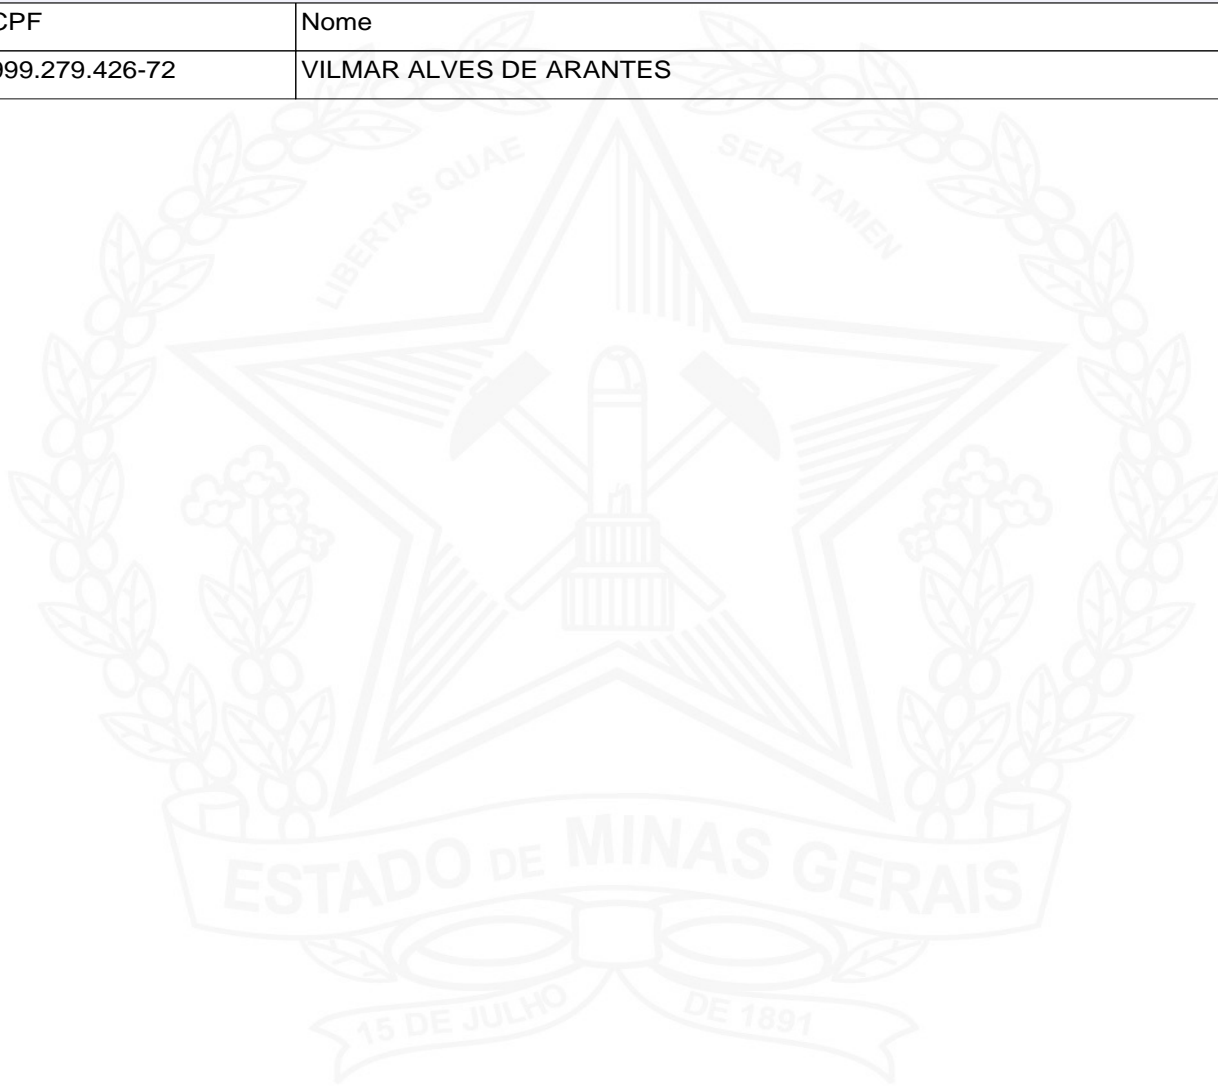 CPF Nome
999.279.426-72 VILMAR ALVES DE ARANTES
LIBERTAS QUAE SERA TAMEN
ESTADO DE MINAS GERAIS
15 DE JULHO DE 1891